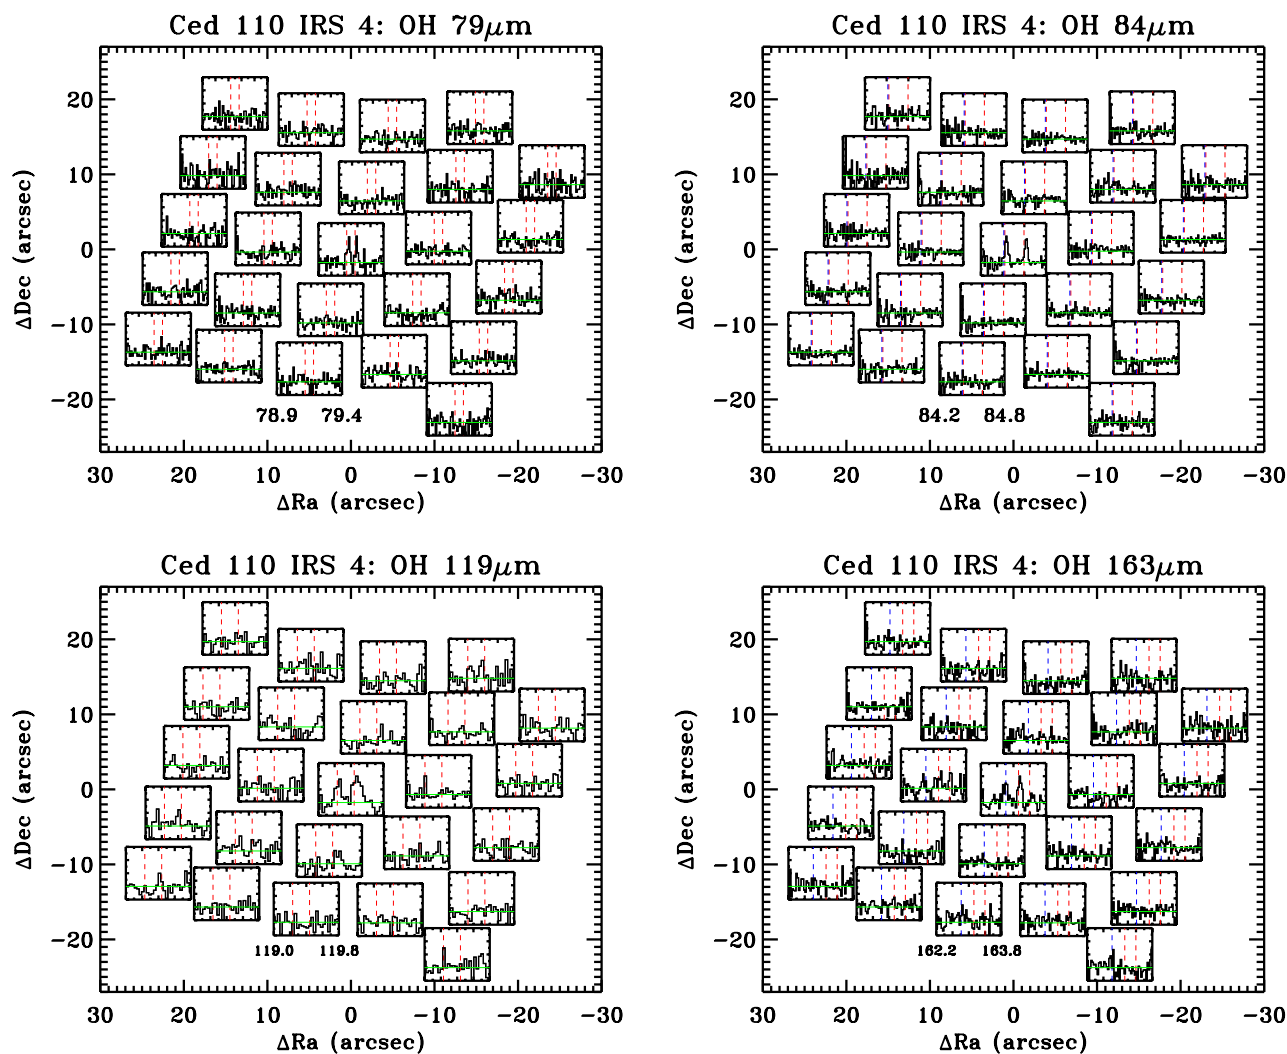 Ced 110 IRS 4: OH 79μm
20
10
0
−10
−20
ΔDec (arcsec)
78.9 79.4
30 20 10 0 −10 −20 −30
ΔRa (arcsec)
Ced 110 IRS 4: OH 84μm
20
10
0
−10
−20
ΔDec (arcsec)
84.2 84.8
30 20 10 0 −10 −20 −30
ΔRa (arcsec)
Ced 110 IRS 4: OH 119μm
20
10
0
−10
−20
ΔDec (arcsec)
119.0 119.8
30 20 10 0 −10 −20 −30
ΔRa (arcsec)
Ced 110 IRS 4: OH 163μm
20
10
0
−10
−20
ΔDec (arcsec)
162.2 163.8
30 20 10 0 −10 −20 −30
ΔRa (arcsec)